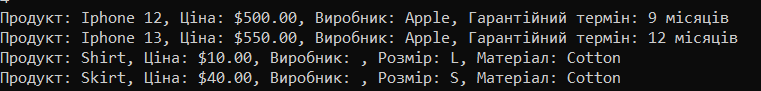 Продукт: Iphone 12, Ціна: $500.00, Виробник: Apple, Гарантійний термін: 9 місяців
Продукт: Iphone 13, Ціна: $550.00, Виробник: Apple, Гарантійний термін: 12 місяців
Продукт: Shirt, Ціна: $10.00, Виробник: , Розмір: L, Матеріал: Cotton
Продукт: Skirt, Ціна: $40.00, Виробник: , Розмір: S, Матеріал: Cotton